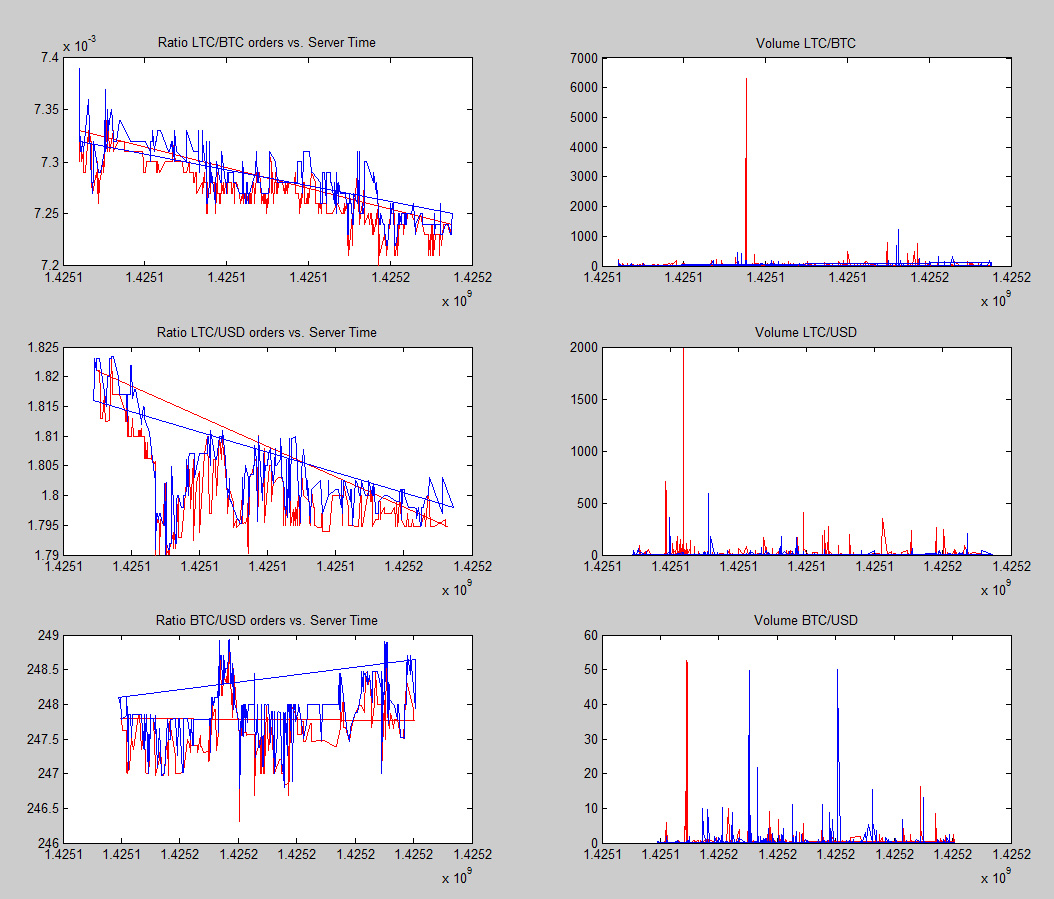 x 10^-3
Ratio LTC/BTC orders vs. Server Time
7.4
7.35
7.3
7.25
7.2
1.4251 1.4251 1.4251 1.4251 1.4252 1.4252
x 10^9
Volume LTC/BTC
7000
6000
5000
4000
3000
2000
1000
0
1.4251 1.4251 1.4251 1.4251 1.4252 1.4252
x 10^9
Ratio LTC/USD orders vs. Server Time
1.825
1.82
1.815
1.81
1.805
1.8
1.795
1.79
1.4251 1.4251 1.4251 1.4252 1.4252 1.4252 1.4252
x 10^9
Volume LTC/USD
2000
1500
1000
500
0
1.4251 1.4251 1.4251 1.4252 1.4252 1.4252 1.4252
x 10^9
Ratio BTC/USD orders vs. Server Time
249
248.5
248
247.5
247
246.5
246
1.4251 1.4251 1.4252 1.4252 1.4252 1.4252 1.4252 1.4252
x 10^9
Volume BTC/USD
60
50
40
30
20
10
0
1.4251 1.4251 1.4252 1.4252 1.4252 1.4252 1.4252 1.4252
x 10^9